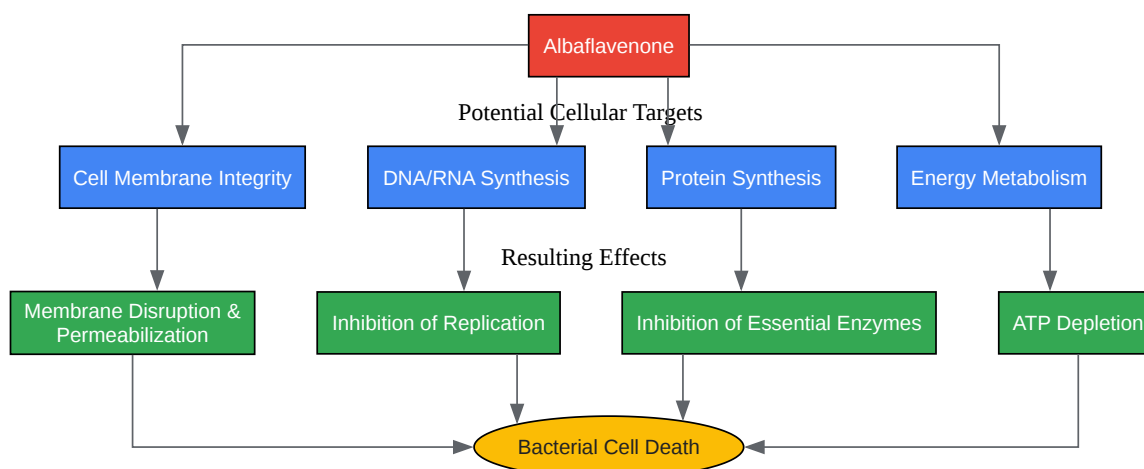 Albaflavenone
Potential Cellular Targets
Cell Membrane Integrity
DNA/RNA Synthesis
Protein Synthesis
Energy Metabolism
Resulting Effects
Membrane Disruption &
Permeabilization
Inhibition of Replication
Inhibition of Essential Enzymes
ATP Depletion
Bacterial Cell Death